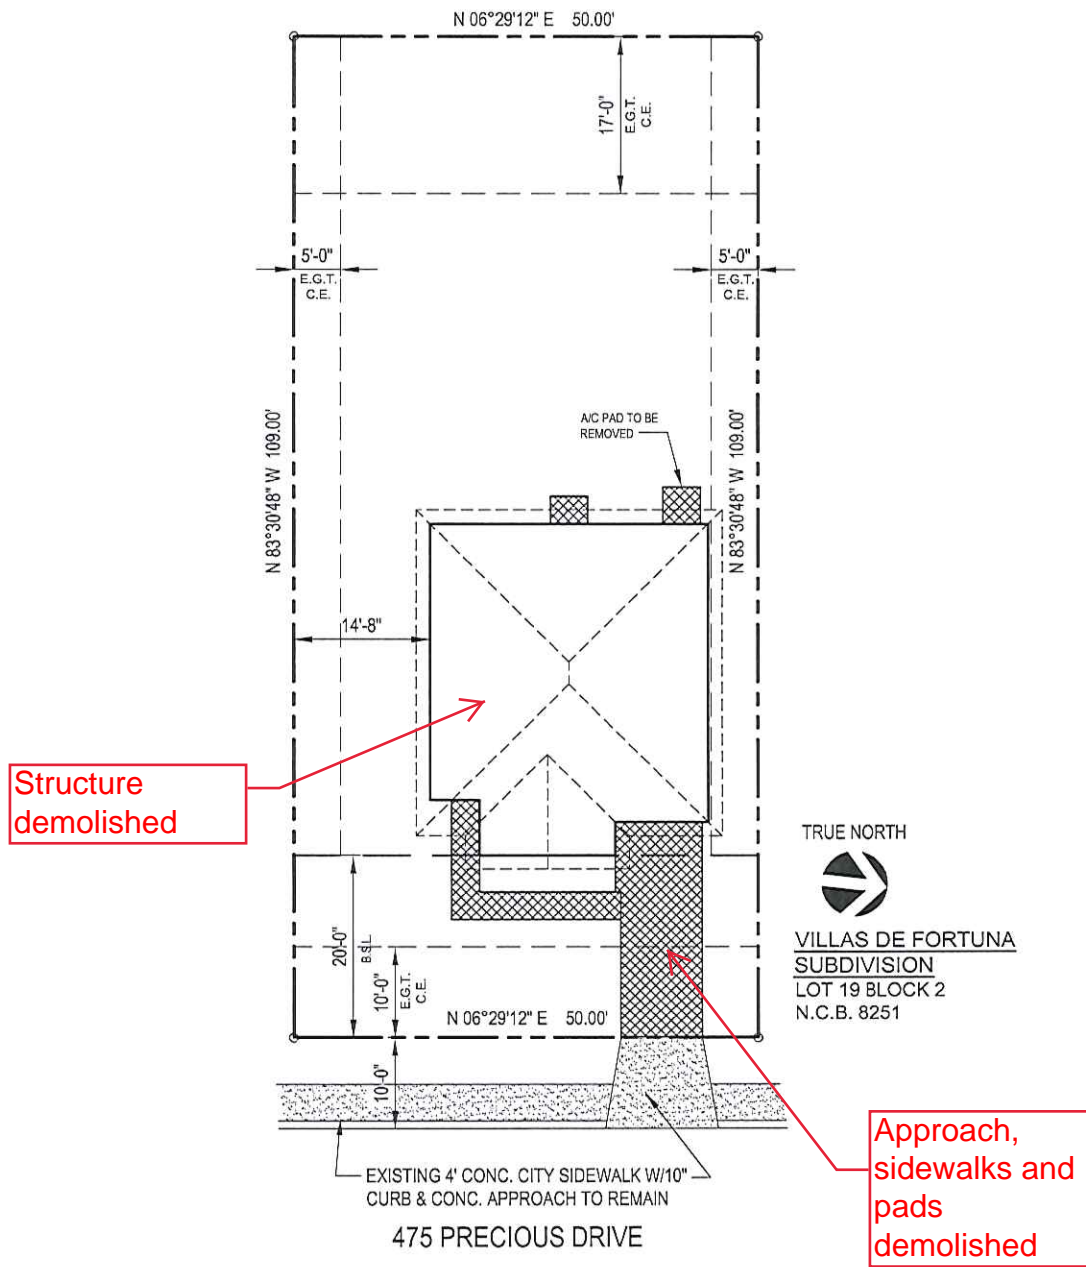 N 06°29'12" E 50.00'
17'-0"
E.G.T.
C.E.
5'-0"
E.G.T.
C.E.
5'-0"
E.G.T.
C.E.
N 83°30'48" W 109.00'
N 83°30'48" W 109.00'
A/C PAD TO BE
REMOVED
14'-8"
Structure
demolished
TRUE NORTH
VILLAS DE FORTUNA
SUBDIVISION
LOT 19 BLOCK 2
N.C.B. 8251
20'-0"
B.S.L.
10'-0"
E.G.T.
C.E.
N 06°29'12" E 50.00'
10'-0"
Approach,
sidewalks and
pads
demolished
EXISTING 4' CONC. CITY SIDEWALK W/10"
CURB & CONC. APPROACH TO REMAIN
475 PRECIOUS DRIVE